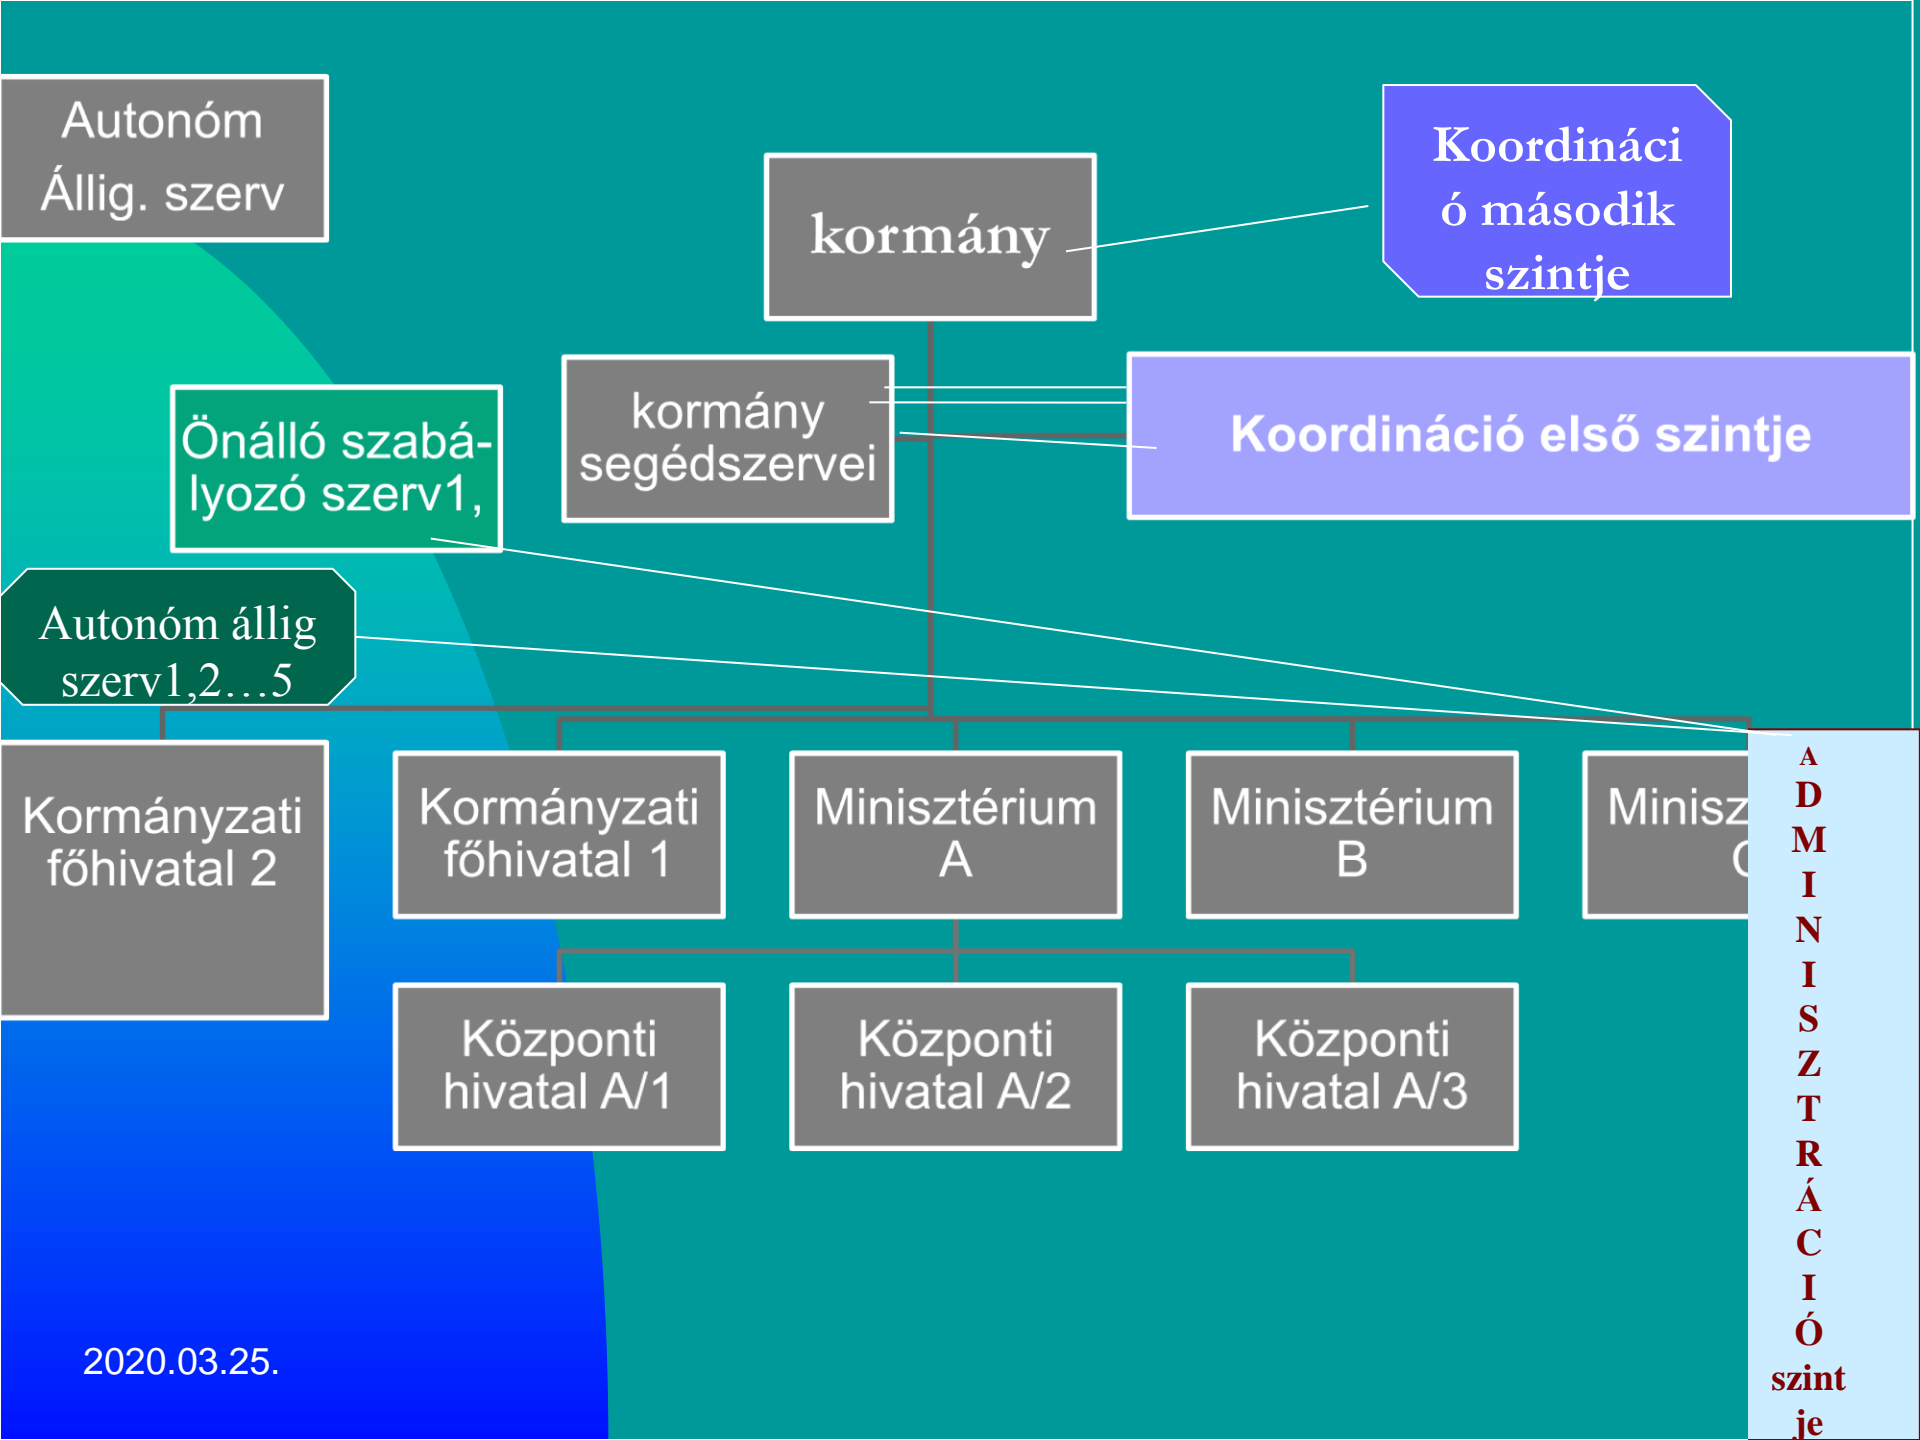 Autonóm
Állig. szerv
kormány
Koordináci
ó második
szintje
kormány
segédszervei
Koordináció első szintje
Önálló szabá-
lyozó szerv1,
Autonóm állig
szerv1,2…5
Kormányzati
főhivatal 2
Kormányzati
főhivatal 1
Minisztérium
A
Minisztérium
B
Minisz
Központi
hivatal A/1
Központi
hivatal A/2
Központi
hivatal A/3
A
D
M
I
N
I
S
Z
T
R
Á
C
I
Ó
szint
je
2020.03.25.